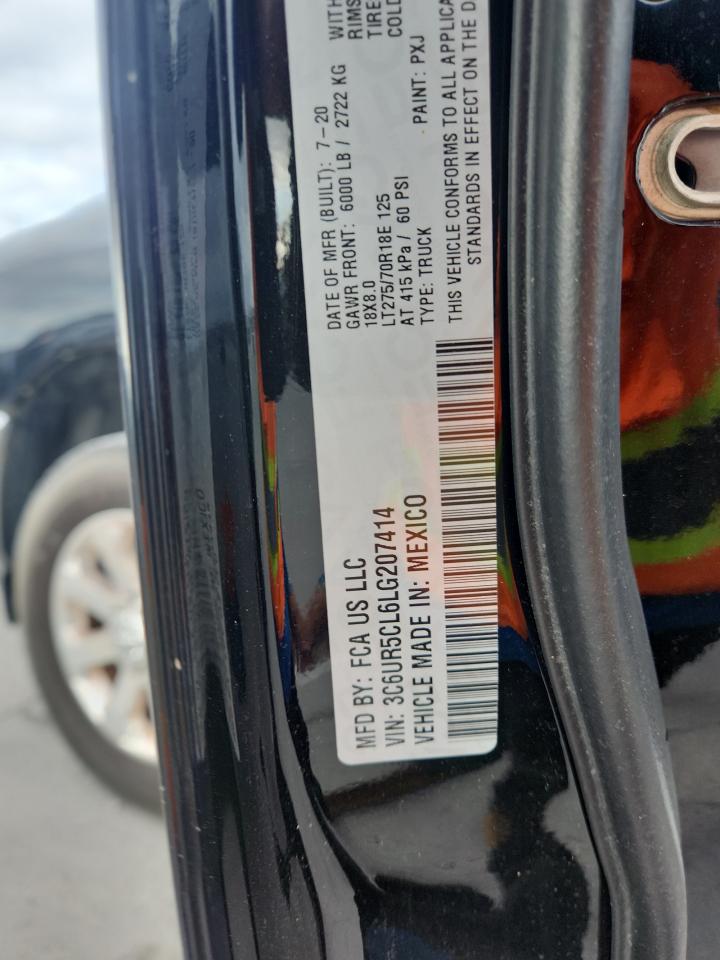 MFD BY: FCA US LLC
VIN: 3C6UR5CL6LG207414
VEHICLE MADE IN: MEXICO
DATE OF MFR (BUILT): 7-20
GAWR FRONT: 6000 LB / 2722 KG WITH
18X8.0 RIMS
LT275/70R18E 125 TIRE
AT 415 kPa / 60 PSI COLD
TYPE: TRUCK PAINT: PXJ
THIS VEHICLE CONFORMS TO ALL APPLICA
STANDARDS IN EFFECT ON THE DA